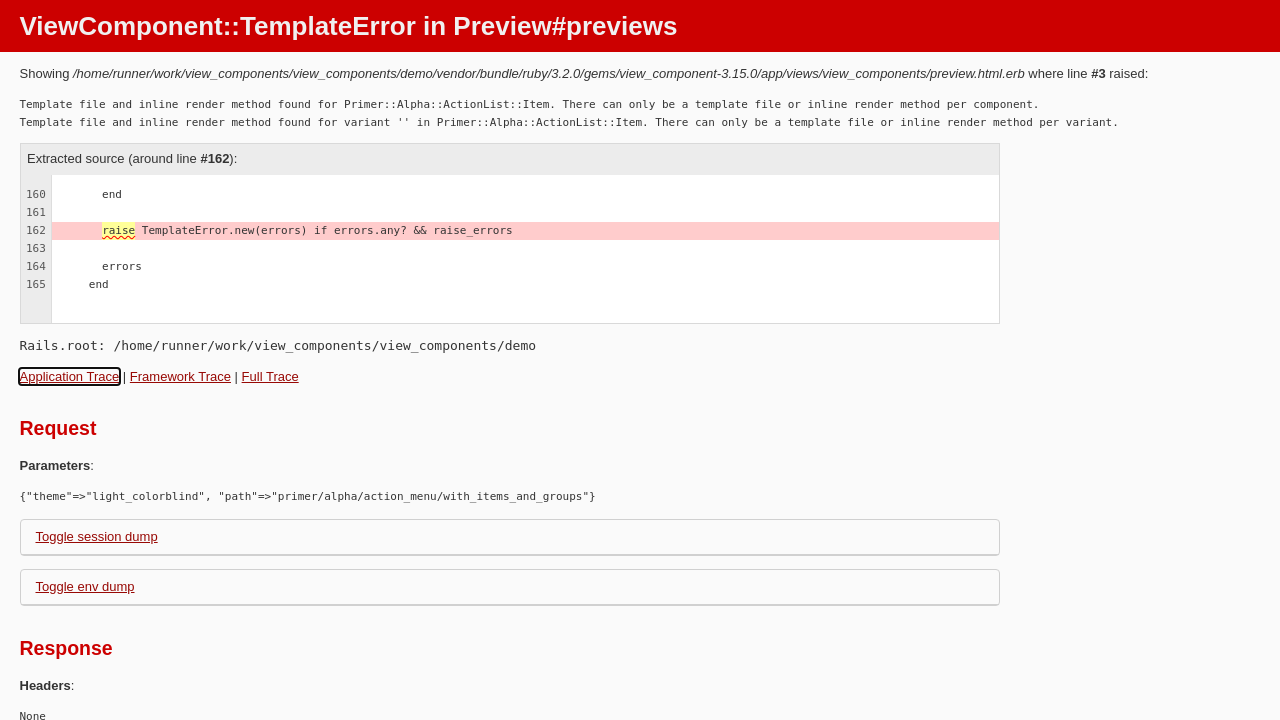 ViewComponent::TemplateError in Preview#previews
Showing /home/runner/work/view_components/view_components/demo/vendor/bundle/ruby/3.2.0/gems/view_component-3.15.0/app/views/view_components/preview.html.erb where line #3 raised:
Template file and inline render method found for Primer::Alpha::ActionList::Item. There can only be a template file or inline render method per component.
Template file and inline render method found for variant '' in Primer::Alpha::ActionList::Item. There can only be a template file or inline render method per variant.
Extracted source (around line #162):
160 end
161
162 raise TemplateError.new(errors) if errors.any? && raise_errors
163
164 errors
165 end
Rails.root: /home/runner/work/view_components/view_components/demo
Application Trace | Framework Trace | Full Trace
Request
Parameters:
{"theme"=>"light_colorblind", "path"=>"primer/alpha/action_menu/with_items_and_groups"}
Toggle session dump
Toggle env dump
Response
Headers:
None